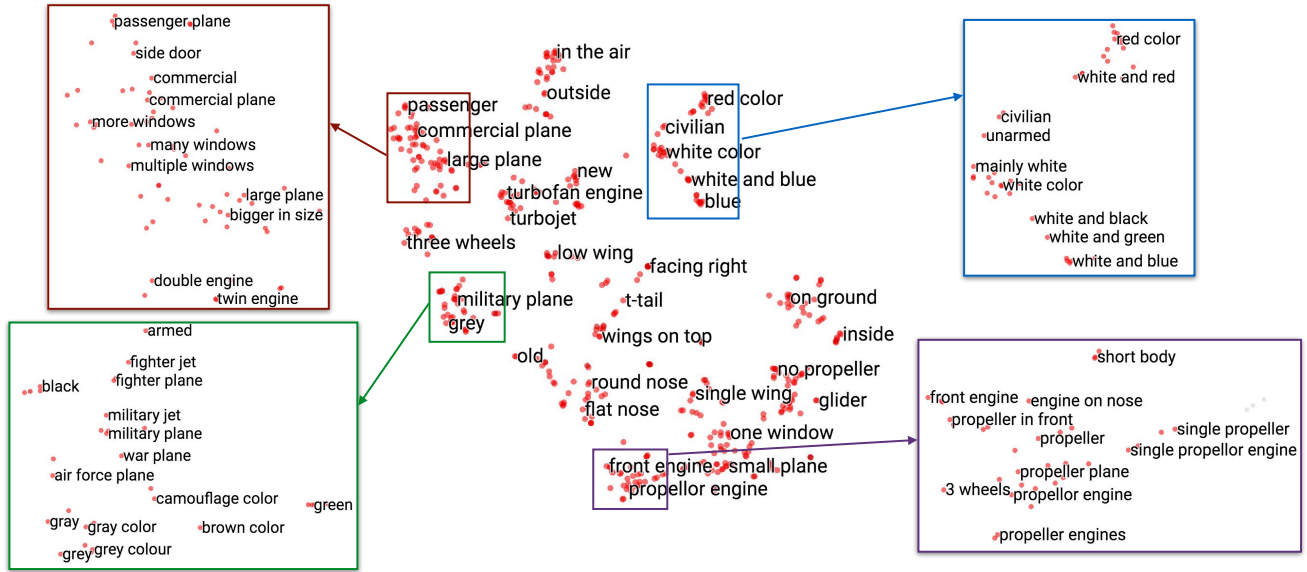 passenger plane
side door
commercial
commercial plane
more windows
many windows
multiple windows
large plane
bigger in size
double engine
twin engine
in the air
outside
passenger
commercial plane
large plane
new
turbofan engine
turbojet
three wheels
red color
civilian
white color
white and blue
blue
red color
white and red
civilian
unarmed
mainly white
white color
white and black
white and green
white and blue
low wing
facing right
military plane
grey
t-tail
wings on top
on ground
inside
old
round nose
flat nose
single wing
no propeller
glider
one window
front engine
small plane
propellor engine
armed
fighter jet
fighter plane
black
military jet
military plane
war plane
air force plane
camouflage color
green
gray
gray color
brown color
grey
grey colour
short body
front engine
engine on nose
propeller in front
propeller
single propeller
single propellor engine
propeller plane
3 wheels
propellor engine
propeller engines